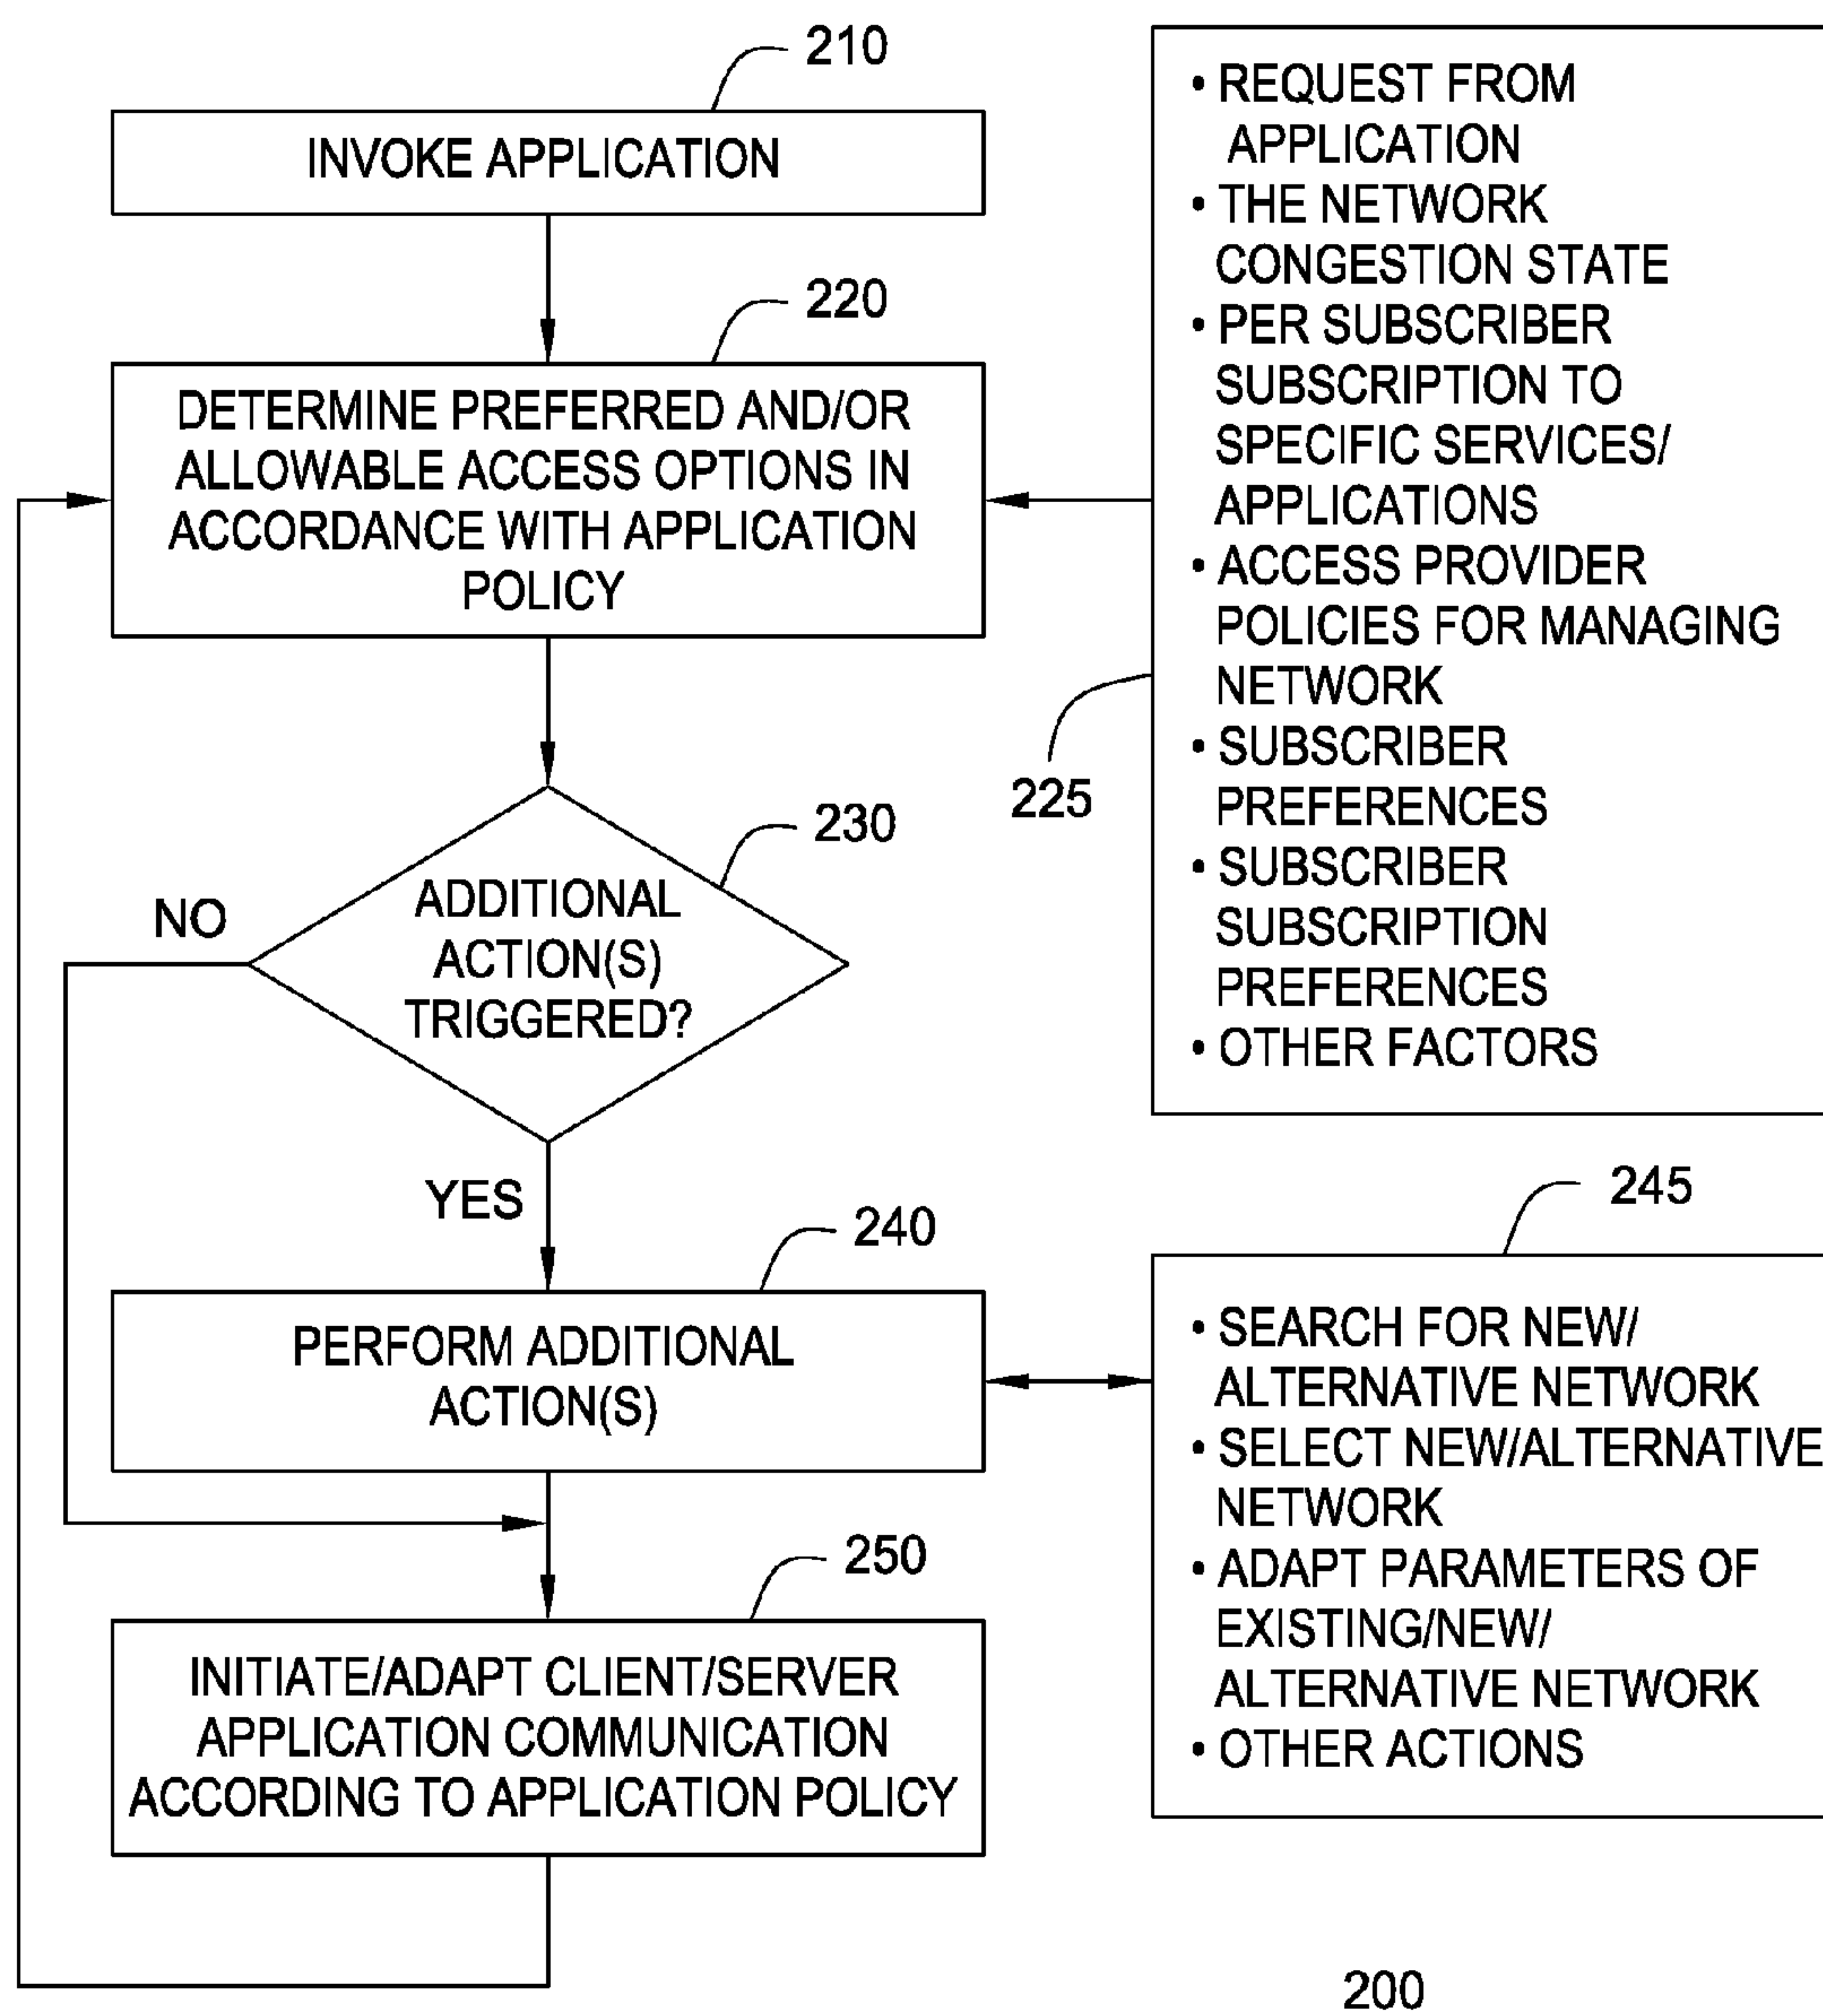 210
INVOKE APPLICATION
220
DETERMINE PREFERRED AND/OR
ALLOWABLE ACCESS OPTIONS IN
ACCORDANCE WITH APPLICATION
POLICY
• REQUEST FROM
APPLICATION
• THE NETWORK
CONGESTION STATE
• PER SUBSCRIBER
SUBSCRIPTION TO
SPECIFIC SERVICES/
APPLICATIONS
• ACCESS PROVIDER
POLICIES FOR MANAGING
NETWORK
• SUBSCRIBER
PREFERENCES
• SUBSCRIBER
SUBSCRIPTION
PREFERENCES
• OTHER FACTORS
225
230
ADDITIONAL
ACTION(S)
TRIGGERED?
NO
YES
240
PERFORM ADDITIONAL
ACTION(S)
245
• SEARCH FOR NEW/
ALTERNATIVE NETWORK
• SELECT NEW/ALTERNATIVE
NETWORK
• ADAPT PARAMETERS OF
EXISTING/NEW/
ALTERNATIVE NETWORK
• OTHER ACTIONS
250
INITIATE/ADAPT CLIENT/SERVER
APPLICATION COMMUNICATION
ACCORDING TO APPLICATION POLICY
200